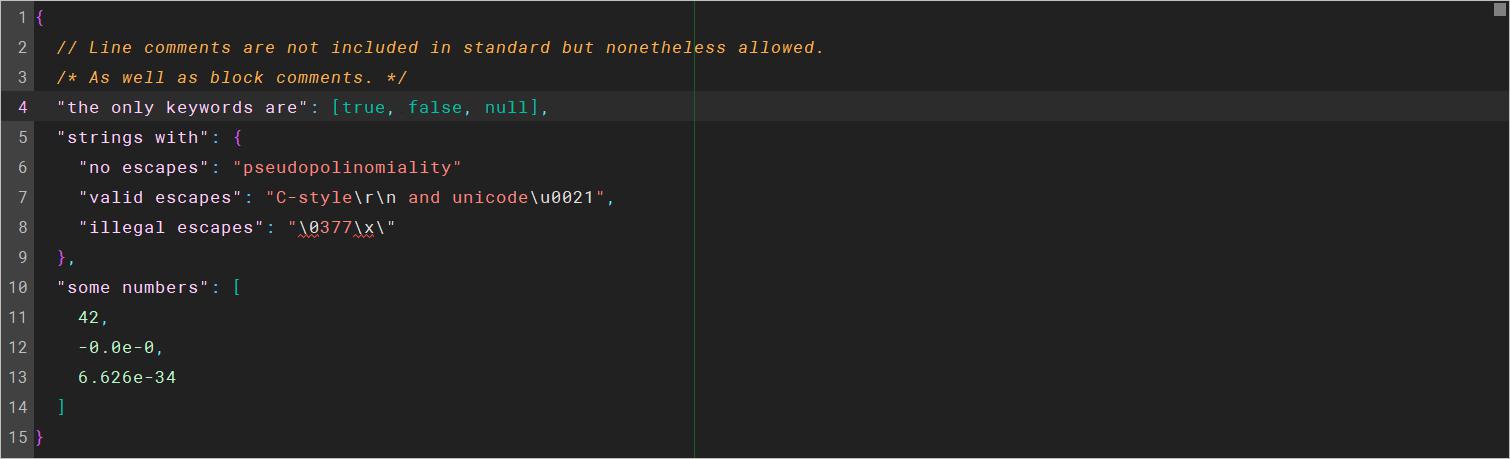 1 {
2   // Line comments are not included in standard but nonetheless allowed.
3   /* As well as block comments. */
4   "the only keywords are": [true, false, null],
5   "strings with": {
6     "no escapes": "pseudopolinomiality"
7     "valid escapes": "C-style\r\n and unicode\u0021",
8     "illegal escapes": "\0377\x\"
9   },
10   "some numbers": [
11     42,
12     -0.0e-0,
13     6.626e-34
14   ]
15 }